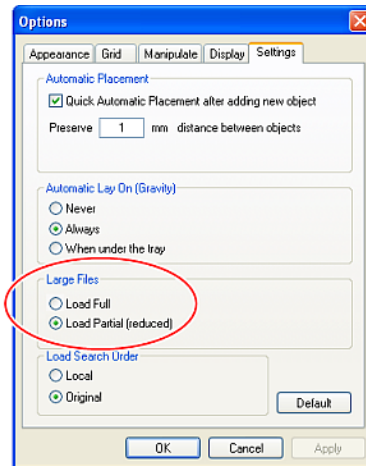 Options
Appearance Grid Manipulate Display Settings
Automatic Placement
Quick Automatic Placement after adding new object
Preserve 1 mm distance between objects
Automatic Lay On (Gravity)
Never
Always
When under the tray
Large Files
Load Full
Load Partial (reduced)
Load Search Order
Local
Original
Default
OK Cancel Apply